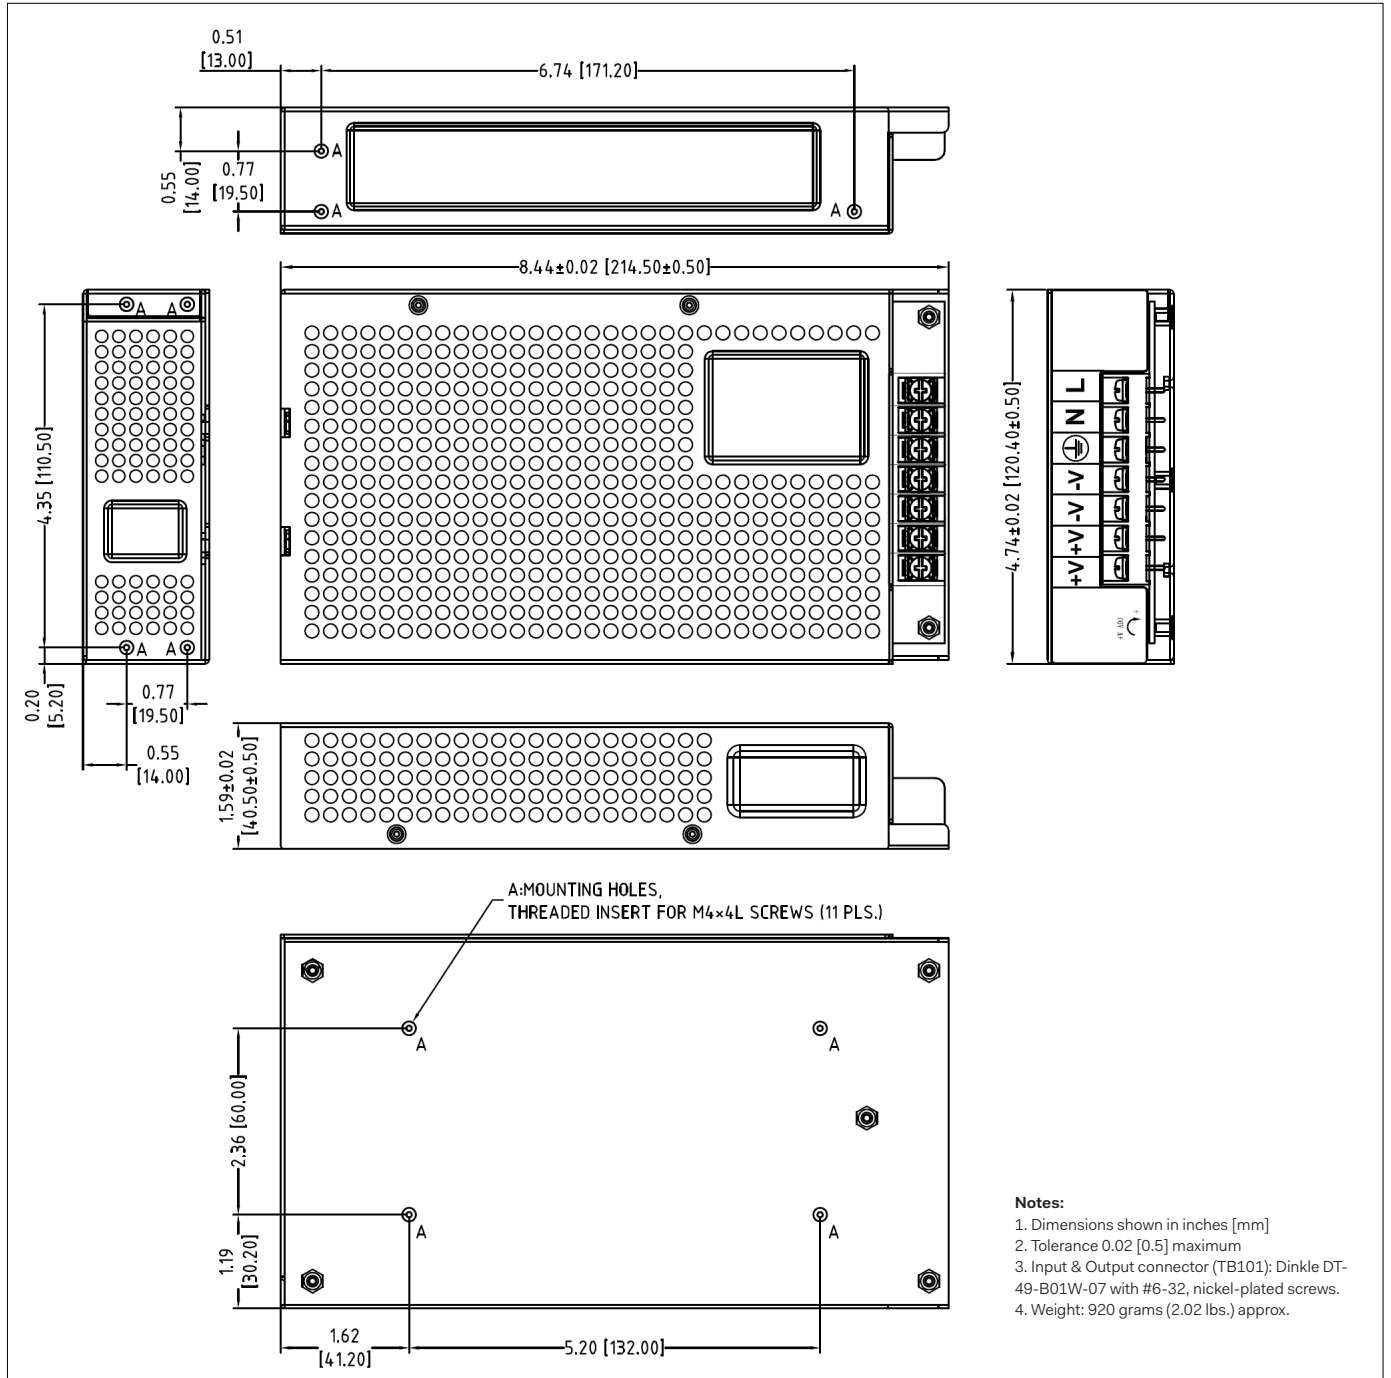 0.51
[13.00]
6.74 [171.20]
0.55
[14.00]
0.77
[19.50]
A
A
A
8.44±0.02 [214.50±0.50]
A A
4.35 [110.50]
A A
0.20
[5.20]
0.77
[19.50]
0.55
[14.00]
4.74±0.02 [120.40±0.50]
L
N
-V
-V
+V
+V
+
1.59±0.02
[40.50±0.50]
A:MOUNTING HOLES,
THREADED INSERT FOR M4×4L SCREWS (11 PLS.)
A
A
A
A
2.36 [60.00]
1.19
[30.20]
1.62
[41.20]
5.20 [132.00]
Notes:
1. Dimensions shown in inches [mm]
2. Tolerance 0.02 [0.5] maximum
3. Input & Output connector (TB101): Dinkle DT-
49-B01W-07 with #6-32, nickel-plated screws.
4. Weight: 920 grams (2.02 lbs.) approx.